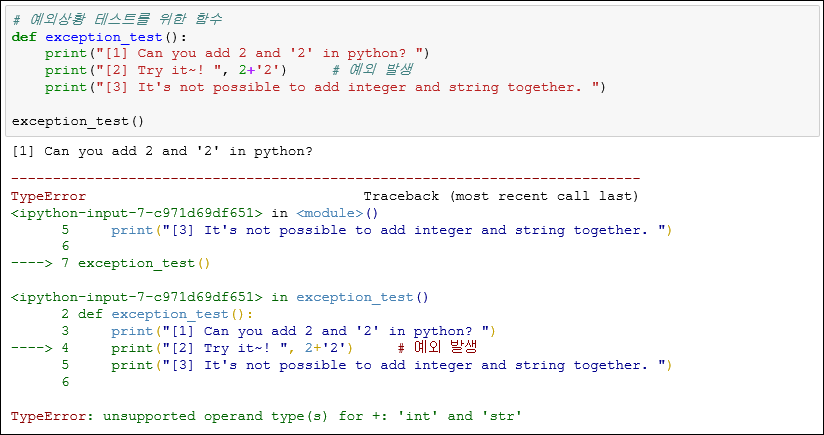 # 예외상황 테스트를 위한 함수
def exception_test():
    print("[1] Can you add 2 and '2' in python? ")
    print("[2] Try it~! ", 2+'2')     # 예외 발생
    print("[3] It's not possible to add integer and string together. ")
exception_test()
[1] Can you add 2 and '2' in python?
---------------------------------------------------------------------------
TypeError                                 Traceback (most recent call last)
<ipython-input-7-c971d69df651> in <module>()
      5     print("[3] It's not possible to add integer and string together. ")
      6
----> 7 exception_test()
<ipython-input-7-c971d69df651> in exception_test()
      2 def exception_test():
      3     print("[1] Can you add 2 and '2' in python? ")
----> 4     print("[2] Try it~! ", 2+'2')     # 예외 발생
      5     print("[3] It's not possible to add integer and string together. ")
      6
TypeError: unsupported operand type(s) for +: 'int' and 'str'